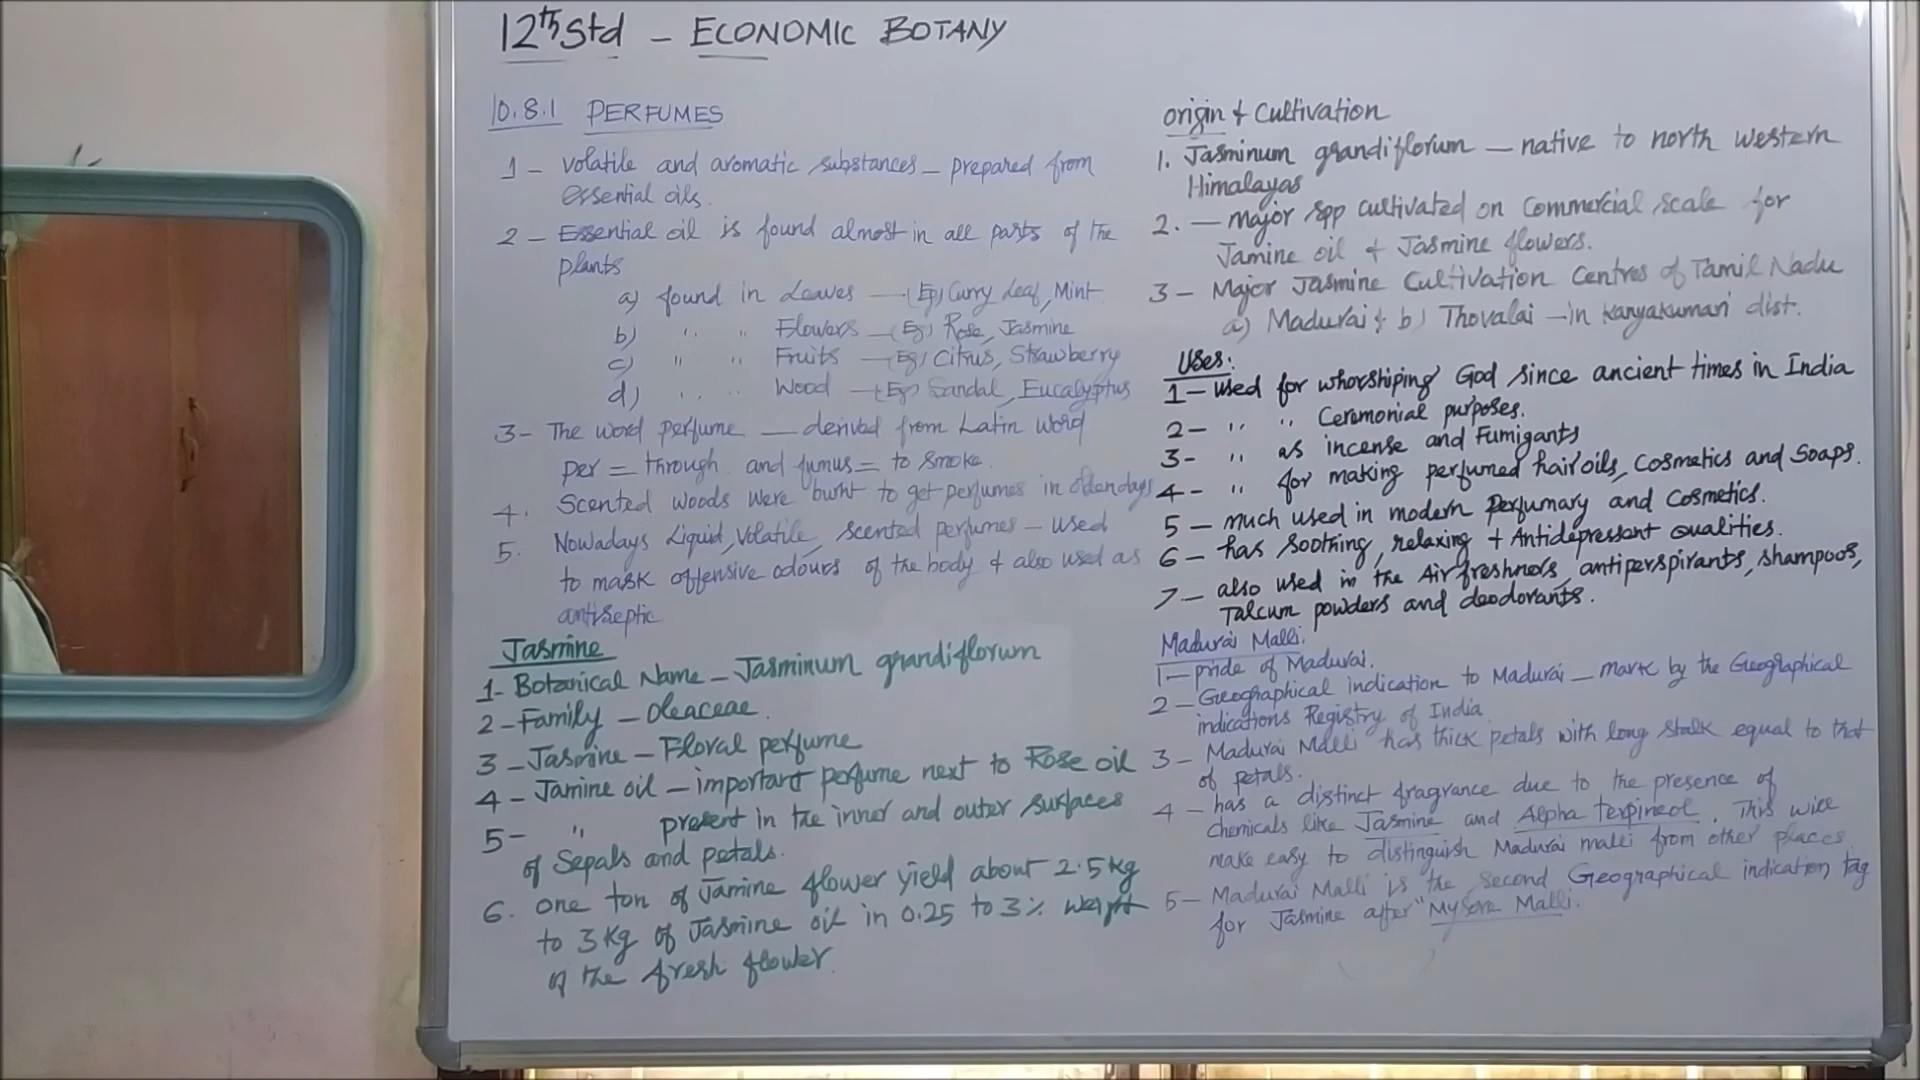 12th Std - ECONOMIC BOTANY
10.8.1 PERFUMES
1 - volatile and aromatic substances - prepared from
essential oils.
2 - Essential oil is found almost in all parts of the
plants
a) found in Leaves - (Eg) Curry Leaf, Mint
b) " " Flowers - (Eg) Rose, Jasmine
c) " " Fruits - (Eg) Citrus, Strawberry
d) " " Wood - (Eg) Sandal, Eucalyptus
3 - The word perfume - derived from Latin word
per = through and fumus = to smoke.
4. Scented woods were burnt to get perfumes in olden days
5. Nowadays Liquid, Volatile, scented perfumes - used
to mask offensive odours of the body & also used as
antiseptic
Jasmine
1- Botanical Name - Jasminum grandiflorum
2 - Family - Oleaceae.
3 - Jasmine - Floral perfume
4 - Jamine oil - important perfume next to Rose oil
5 - " present in the inner and outer surfaces
of Sepals and petals.
6. one ton of Jamine flower yield about 2.5kg
to 3 kg of Jasmine oil in 0.25 to 3% weight
of the fresh flower.
origin & Cultivation
1. Jasminum grandiflorum - native to north western
Himalayas
2. - major spp cultivated on commercial scale for
Jamine oil & Jasmine flowers.
3 - Major Jasmine Cultivation Centres of Tamil Nadu
a) Madurai & b) Thovalai - in Kanyakumari dist.
Uses:
1 - used for whorshiping God since ancient times in India
2 - " " Ceremonial purposes.
3 - " as incense and Fumigants
4 - " for making perfumed hair oils, Cosmetics and Soaps.
5 - much used in modern Perfumary and Cosmetics.
6 - has Soothing, relaxing + Antidepressant qualities.
7 - also used in the Air freshners, antiperspirants, shampoos,
Talcum powders and deodorants.
Madurai Malli.
1 - pride of Madurai.
2 - Geographical indication to Madurai - mark by the Geographical
indications Registry of India
3 - Madurai Malli has thick petals with long stalk equal to that
of petals.
4 - has a distinct fragrance due to the presence of
chemicals like Jasmine and Alpha terpineol. This will
make easy to distinguish Madurai malli from other places
5 - Madurai Malli is the second Geographical indication tag
for Jasmine after "Mysore Malli.